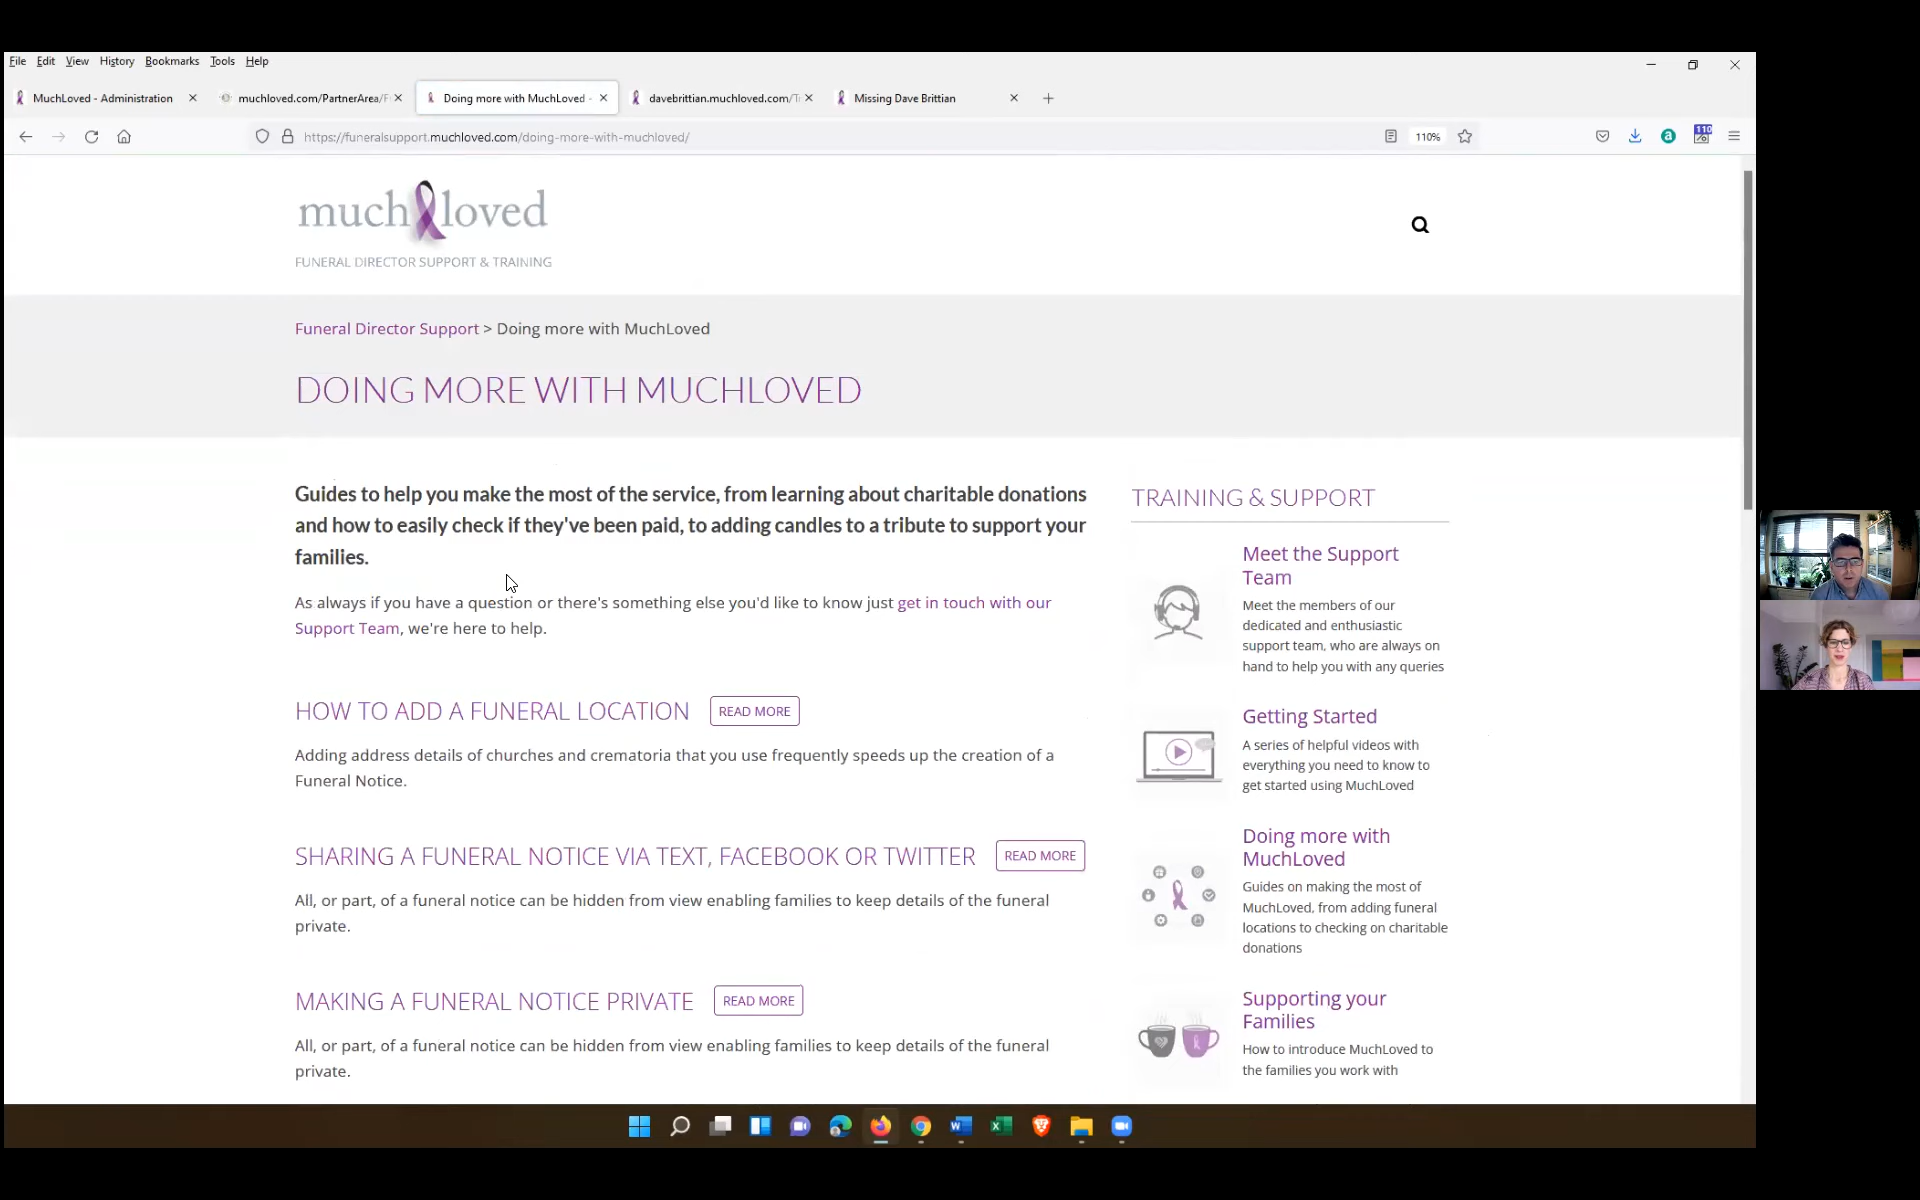 File Edit View History Bookmarks Tools Help
MuchLoved - Administration
muchloved.com/PartnerArea/F
Doing more with MuchLoved -
davebrittian.muchloved.com/Tr
Missing Dave Brittian
https://funeralsupport.muchloved.com/doing-more-with-muchloved/
110%
110
much loved
FUNERAL DIRECTOR SUPPORT & TRAINING
Funeral Director Support > Doing more with MuchLoved
DOING MORE WITH MUCHLOVED
Guides to help you make the most of the service, from learning about charitable donations
and how to easily check if they've been paid, to adding candles to a tribute to support your
families.
As always if you have a question or there's something else you'd like to know just get in touch with our
Support Team, we're here to help.
HOW TO ADD A FUNERAL LOCATION READ MORE
Adding address details of churches and crematoria that you use frequently speeds up the creation of a
Funeral Notice.
SHARING A FUNERAL NOTICE VIA TEXT, FACEBOOK OR TWITTER READ MORE
All, or part, of a funeral notice can be hidden from view enabling families to keep details of the funeral
private.
MAKING A FUNERAL NOTICE PRIVATE READ MORE
All, or part, of a funeral notice can be hidden from view enabling families to keep details of the funeral
private.
TRAINING & SUPPORT
Meet the Support
Team
Meet the members of our
dedicated and enthusiastic
support team, who are always on
hand to help you with any queries
Getting Started
A series of helpful videos with
everything you need to know to
get started using MuchLoved
Doing more with
MuchLoved
Guides on making the most of
MuchLoved, from adding funeral
locations to checking on charitable
donations
Supporting your
Families
How to introduce MuchLoved to
the families you work with